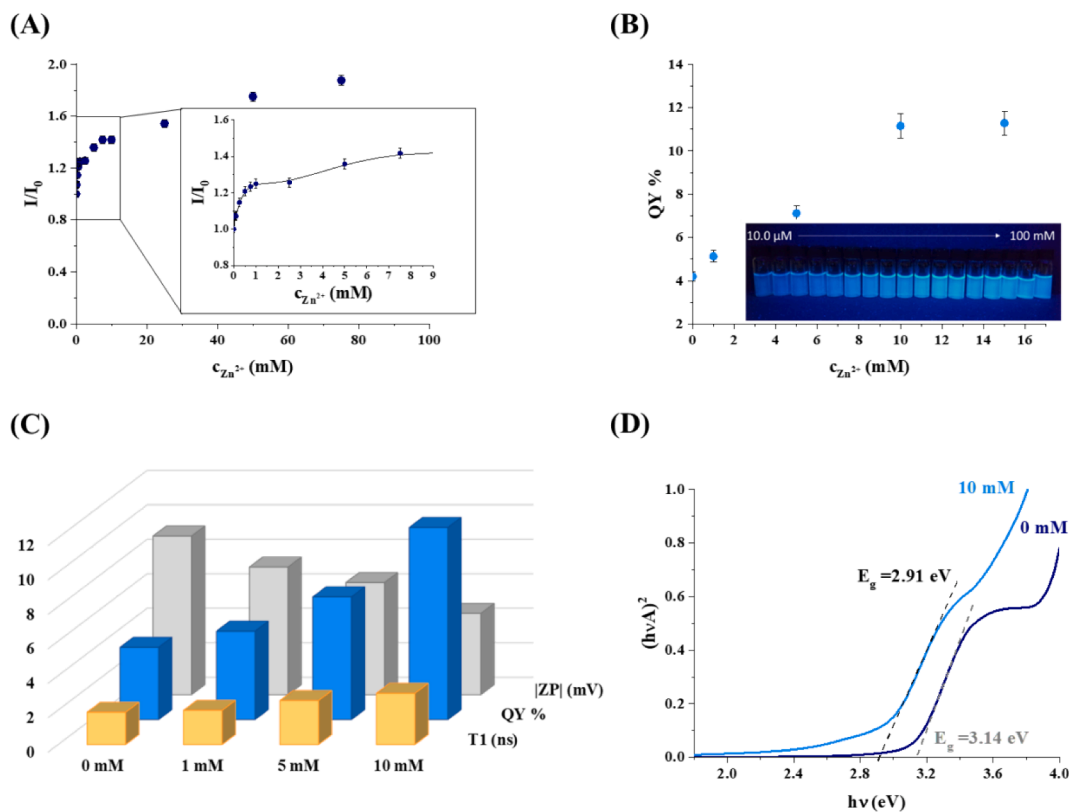 (A)
2.0
1.6
1.2
0.8
0.4
0.0
I/I₀
0 20 40 60 80 100
c_Zn²⁺ (mM)
1.6
1.4
1.2
1.0
0.8
I/I₀
0 1 2 3 4 5 6 7 8 9
c_Zn²⁺ (mM)
(B)
14
12
10
8
6
4
2
QY %
10.0 µM 100 mM
0 2 4 6 8 10 12 14 16
c_Zn²⁺ (mM)
(C)
12
10
8
6
4
2
0
|ZP| (mV)
QY %
T1 (ns)
0 mM 1 mM 5 mM 10 mM
(D)
1.0
0.8
0.6
0.4
0.2
0.0
(hνA)²
10 mM
0 mM
E_g =2.91 eV
E_g =3.14 eV
2.0 2.4 2.8 3.2 3.6 4.0
hν (eV)